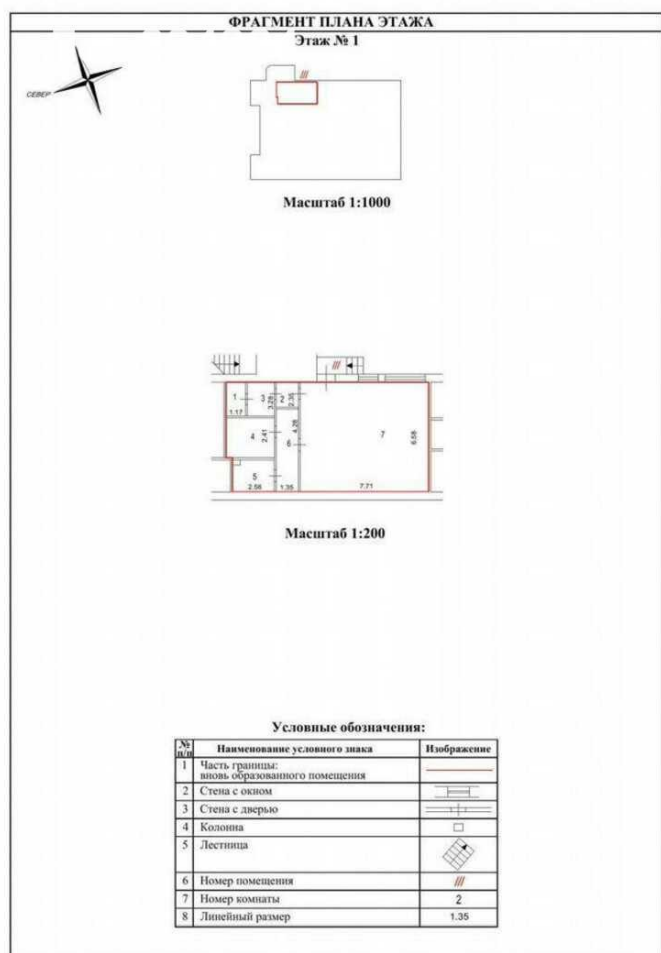 ФРАГМЕНТ ПЛАНА ЭТАЖА
Этаж № 1
СЕВЕР
///
Масштаб 1:1000
///
1 3 3.28 2 2.35
1.17
4 2.41 6 4.28 7 6.58
5
2.56 1.35 7.71
Масштаб 1:200
Условные обозначения:
№ п/п Наименование условного знака Изображение
1 Часть границы:
вновь образованного помещения
2 Стена с окном
3 Стена с дверью
4 Колонна
5 Лестница
6 Номер помещения ///
7 Номер комнаты 2
8 Линейный размер 1.35